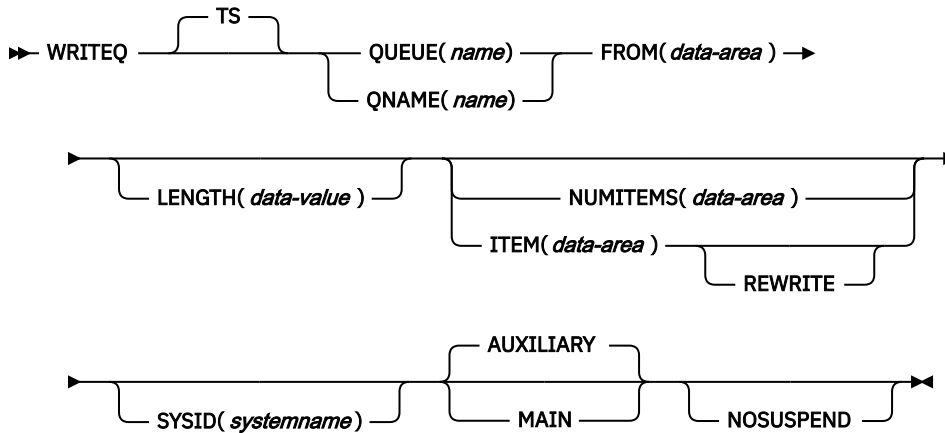 TS
WRITEQ QUEUE( name) FROM( data-area )
QNAME( name)
LENGTH( data-value ) NUMITEMS( data-area )
ITEM( data-area )
REWRITE
AUXILIARY
SYSID( systemname) MAIN NOSUSPEND